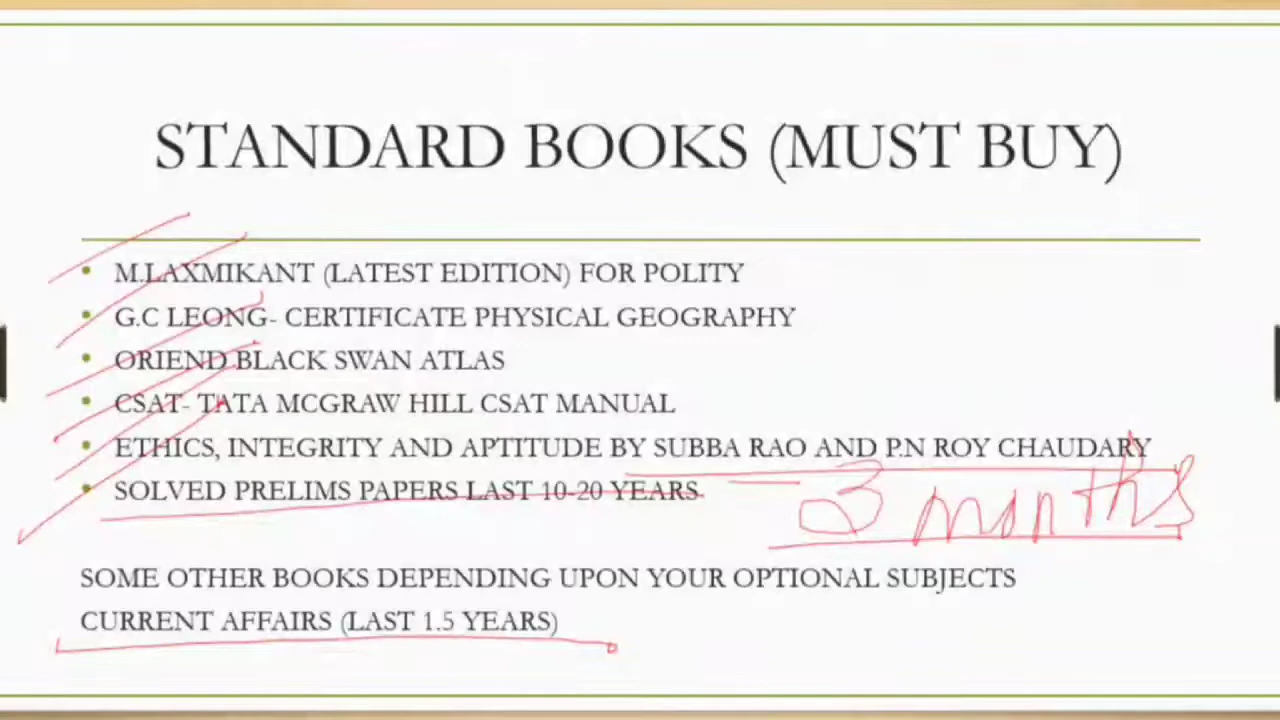 STANDARD BOOKS (MUST BUY)
• M.LAXMIKANT (LATEST EDITION) FOR POLITY
• G.C LEONG- CERTIFICATE PHYSICAL GEOGRAPHY
• ORIEND BLACK SWAN ATLAS
• CSAT- TATA MCGRAW HILL CSAT MANUAL
• ETHICS, INTEGRITY AND APTITUDE BY SUBBA RAO AND P.N ROY CHAUDARY
• SOLVED PRELIMS PAPERS LAST 10-20 YEARS
3 months
SOME OTHER BOOKS DEPENDING UPON YOUR OPTIONAL SUBJECTS
CURRENT AFFAIRS (LAST 1.5 YEARS)